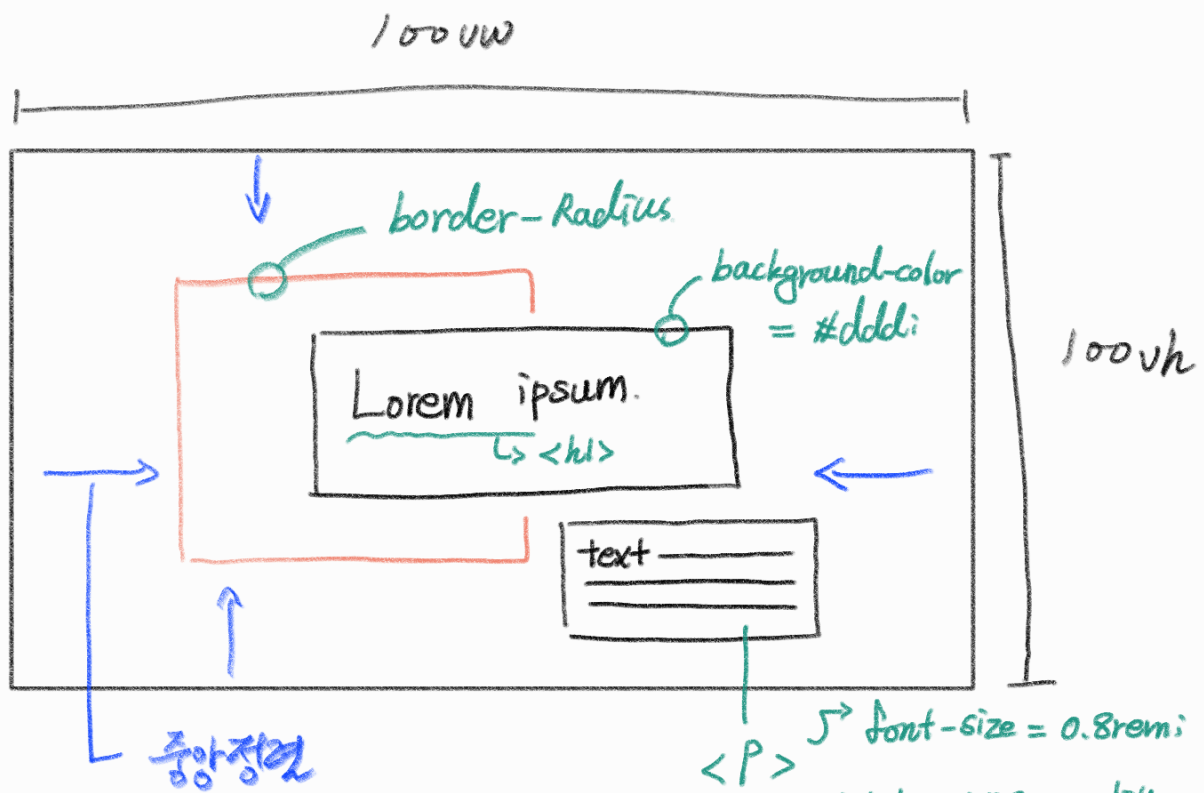 100vw
border-Radius
background-color
= #ddd;
100vh
Lorem ipsum.
<h1>
text
font-size = 0.8rem;
<P>
중앙정렬